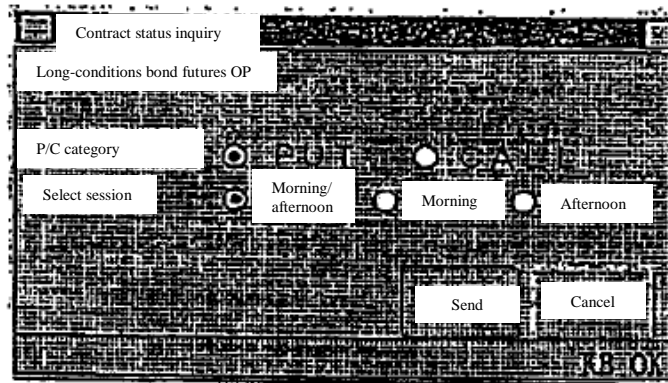 Contract status inquiry
Long-conditions bond futures OP
P/C category PUT CALL
Select session Morning/ afternoon Morning Afternoon
Send Cancel
KB OK